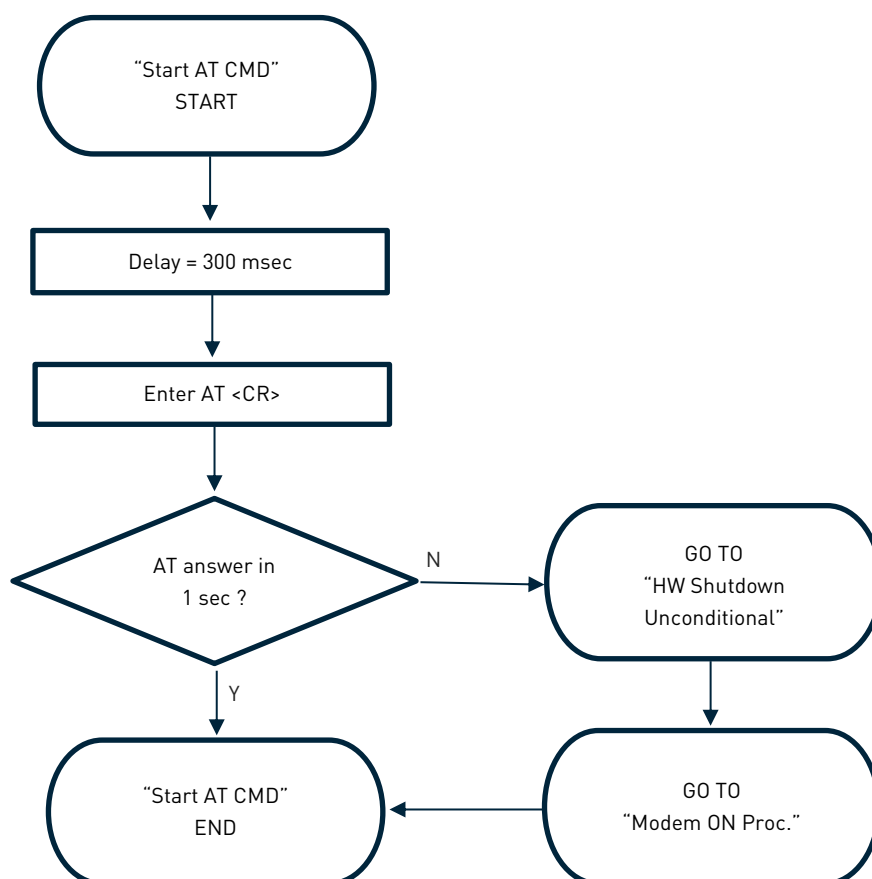 “Start AT CMD”
START
Delay = 300 msec
Enter AT <CR>
AT answer in
1 sec ?
N
GO TO
“HW Shutdown
Unconditional”
Y
“Start AT CMD”
END
GO TO
“Modem ON Proc.”